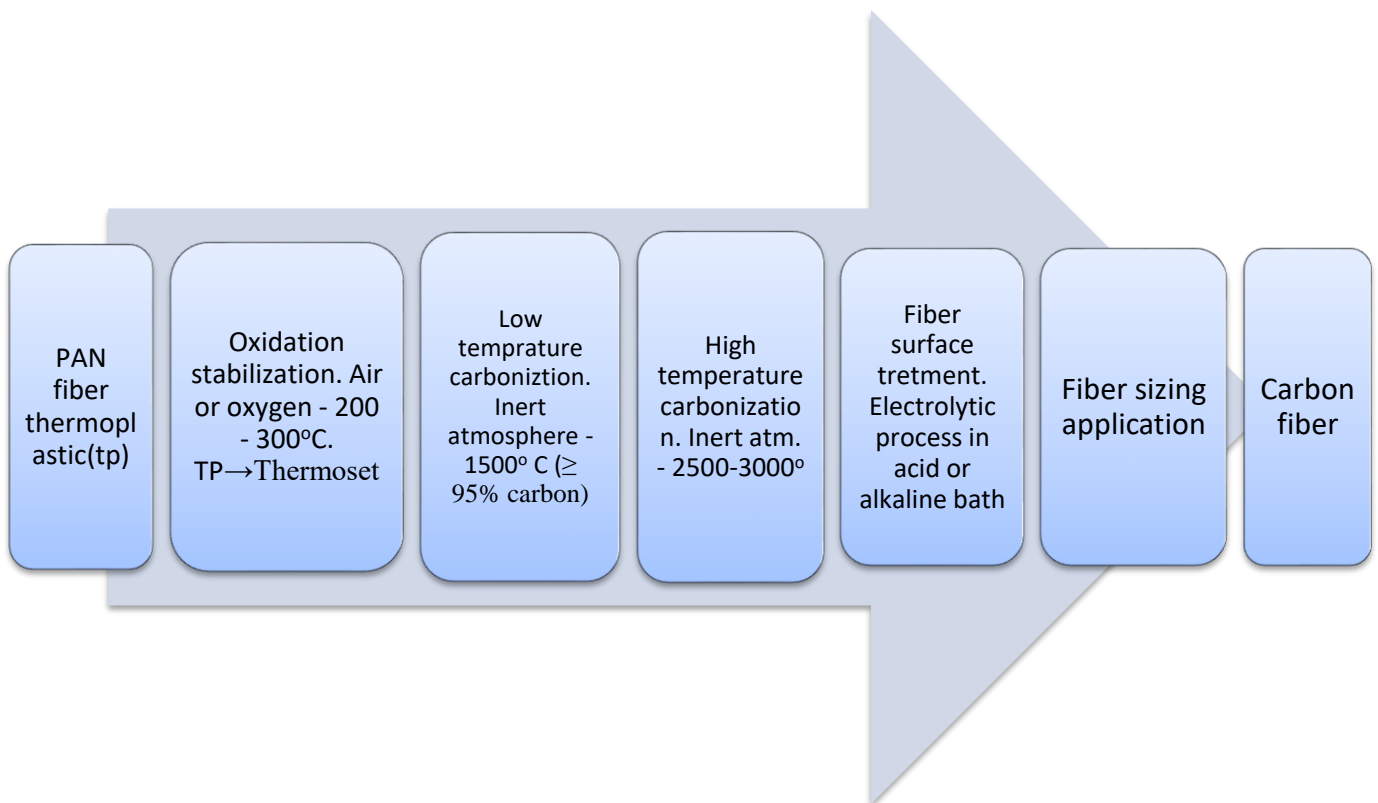 PAN
fiber
thermopl
astic(tp)
Oxidation
stabilization. Air
or oxygen - 200
- 300ºC.
TP→Thermoset
Low
temprature
carboniztion.
Inert
atmosphere -
1500º C (≥
95% carbon)
High
temperature
carbonizatio
n. Inert atm.
- 2500-3000º
Fiber
surface
tretment.
Electrolytic
process in
acid or
alkaline bath
Fiber sizing
application
Carbon
fiber